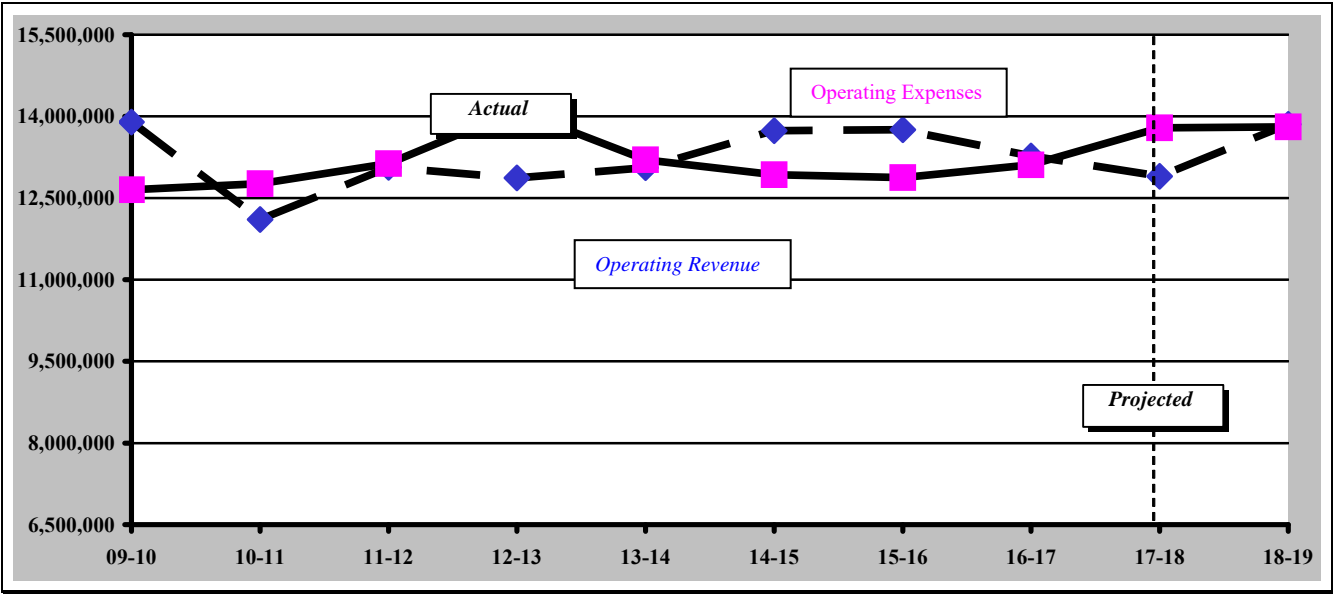 15,500,000
14,000,000
12,500,000
11,000,000
9,500,000
8,000,000
6,500,000
Actual
Operating Expenses
Operating Revenue
Projected
09-10 10-11 11-12 12-13 13-14 14-15 15-16 16-17 17-18 18-19